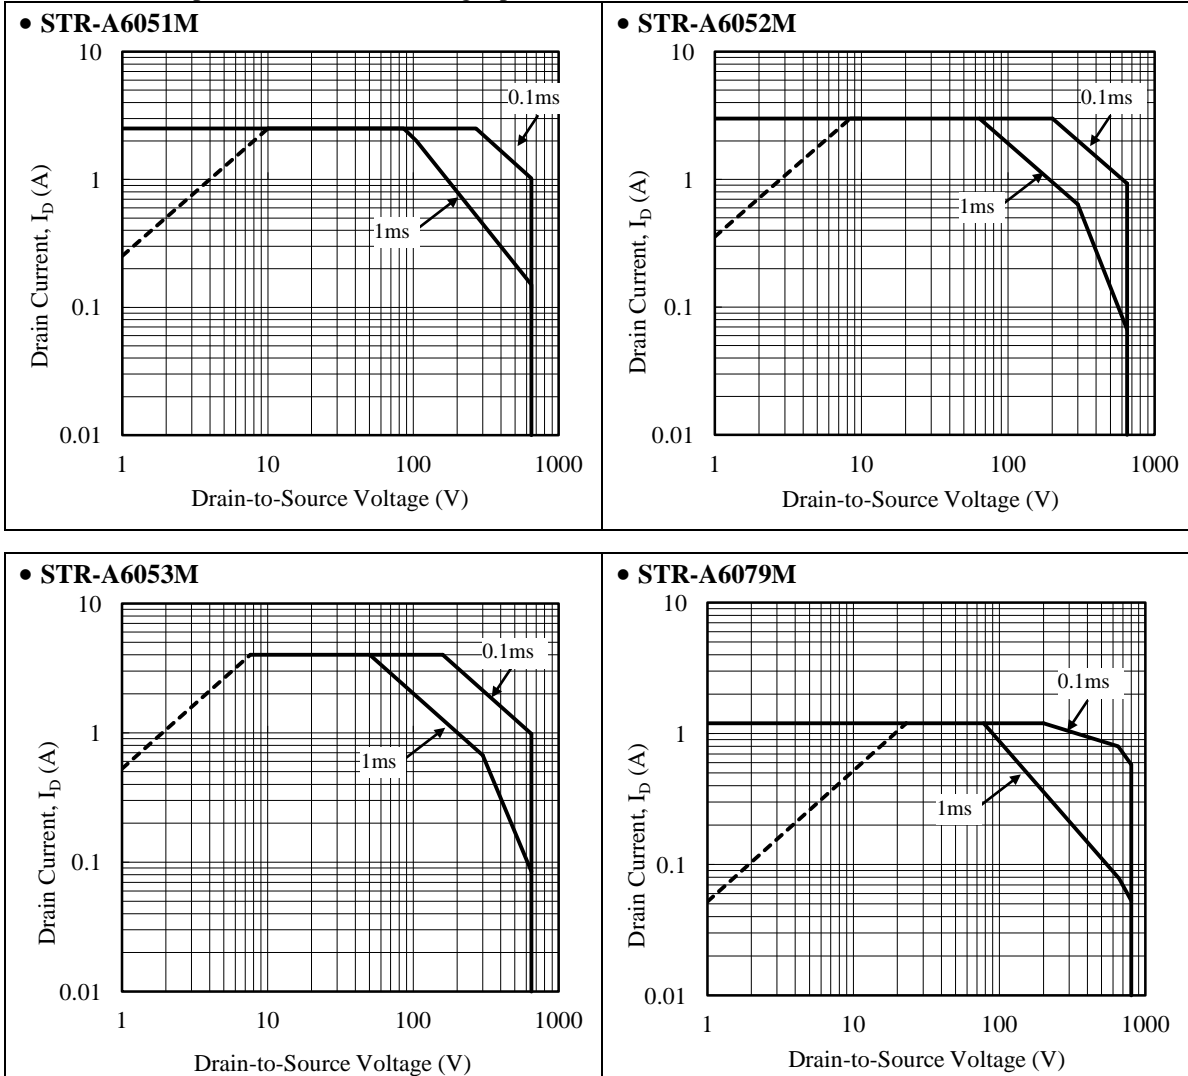 • STR-A6051M
10
1
0.1
0.01
1 10 100 1000
Drain Current, I_D (A)
Drain-to-Source Voltage (V)
0.1ms
1ms
• STR-A6052M
10
1
0.1
0.01
1 10 100 1000
Drain Current, I_D (A)
Drain-to-Source Voltage (V)
0.1ms
1ms
• STR-A6053M
10
1
0.1
0.01
1 10 100 1000
Drain Current, I_D (A)
Drain-to-Source Voltage (V)
0.1ms
1ms
• STR-A6079M
10
1
0.1
0.01
1 10 100 1000
Drain Current, I_D (A)
Drain-to-Source Voltage (V)
0.1ms
1ms